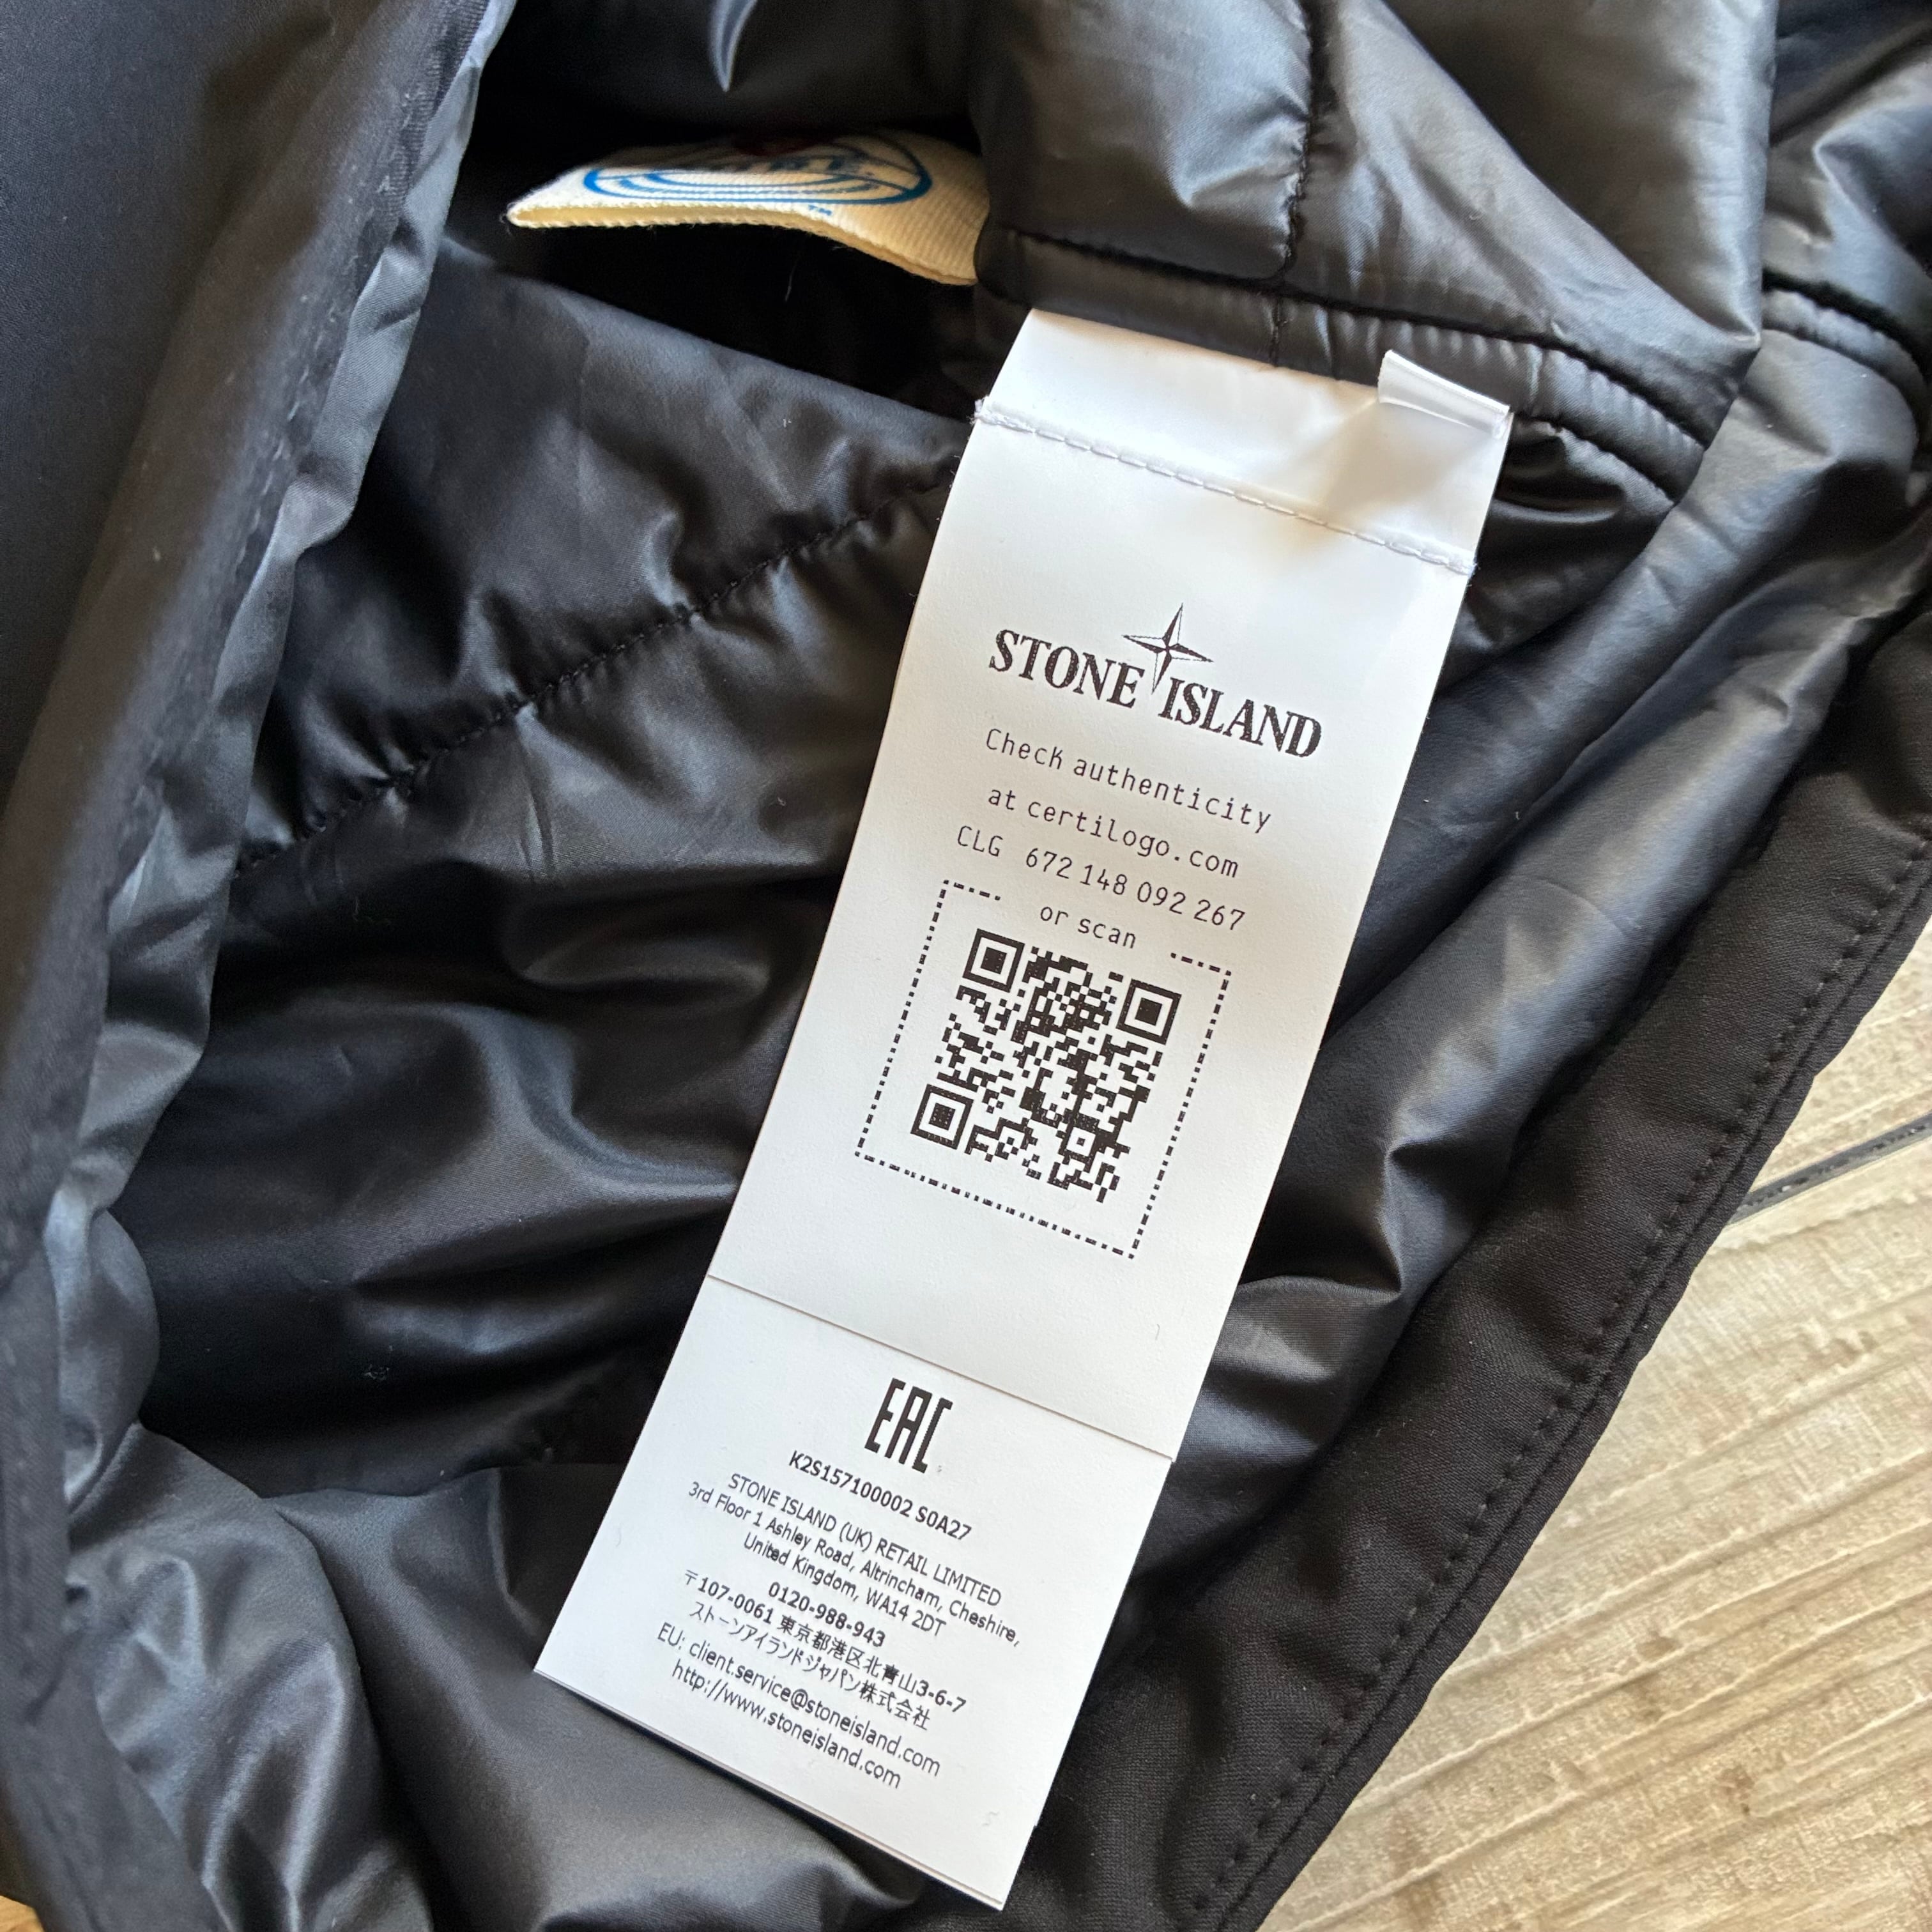 STONE ISLAND
Check authenticity
at certilogo.com
CLG 672 148 092 267
or scan
EAC
K2S157100002 S0A27
STONE ISLAND (UK) RETAIL LIMITED
3rd Floor 1 Ashley Road, Altrincham, Cheshire,
United Kingdom, WA14 2DT
0120-988-943
〒107-0061 東京都港区北青山3-6-7
ストーンアイランドジャパン株式会社
EU: client.service@stoneisland.com
http://www.stoneisland.com